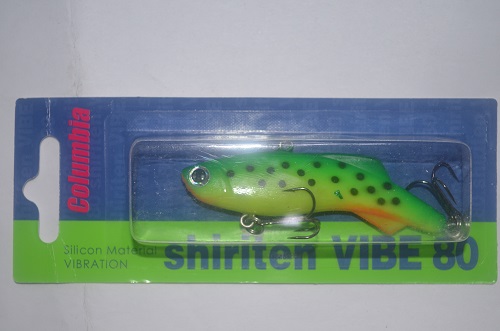 Columbia
Silicon Material
VIBRATION
shiriten VIBE 80